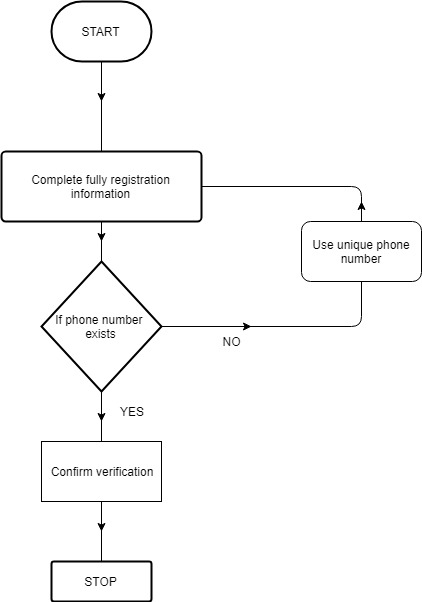 START
Complete fully registration
information
Use unique phone
number
If phone number
exists
NO
YES
Confirm verification
STOP